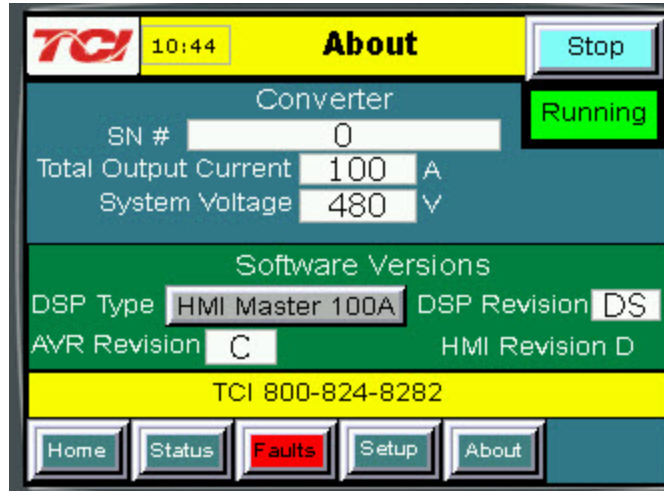 TCI 10:44 About Stop
Converter Running
SN # 0
Total Output Current 100 A
System Voltage 480 V
Software Versions
DSP Type HMI Master 100A DSP Revision DS
AVR Revision C HMI Revision D
TCI 800-824-8282
Home Status Faults Setup About